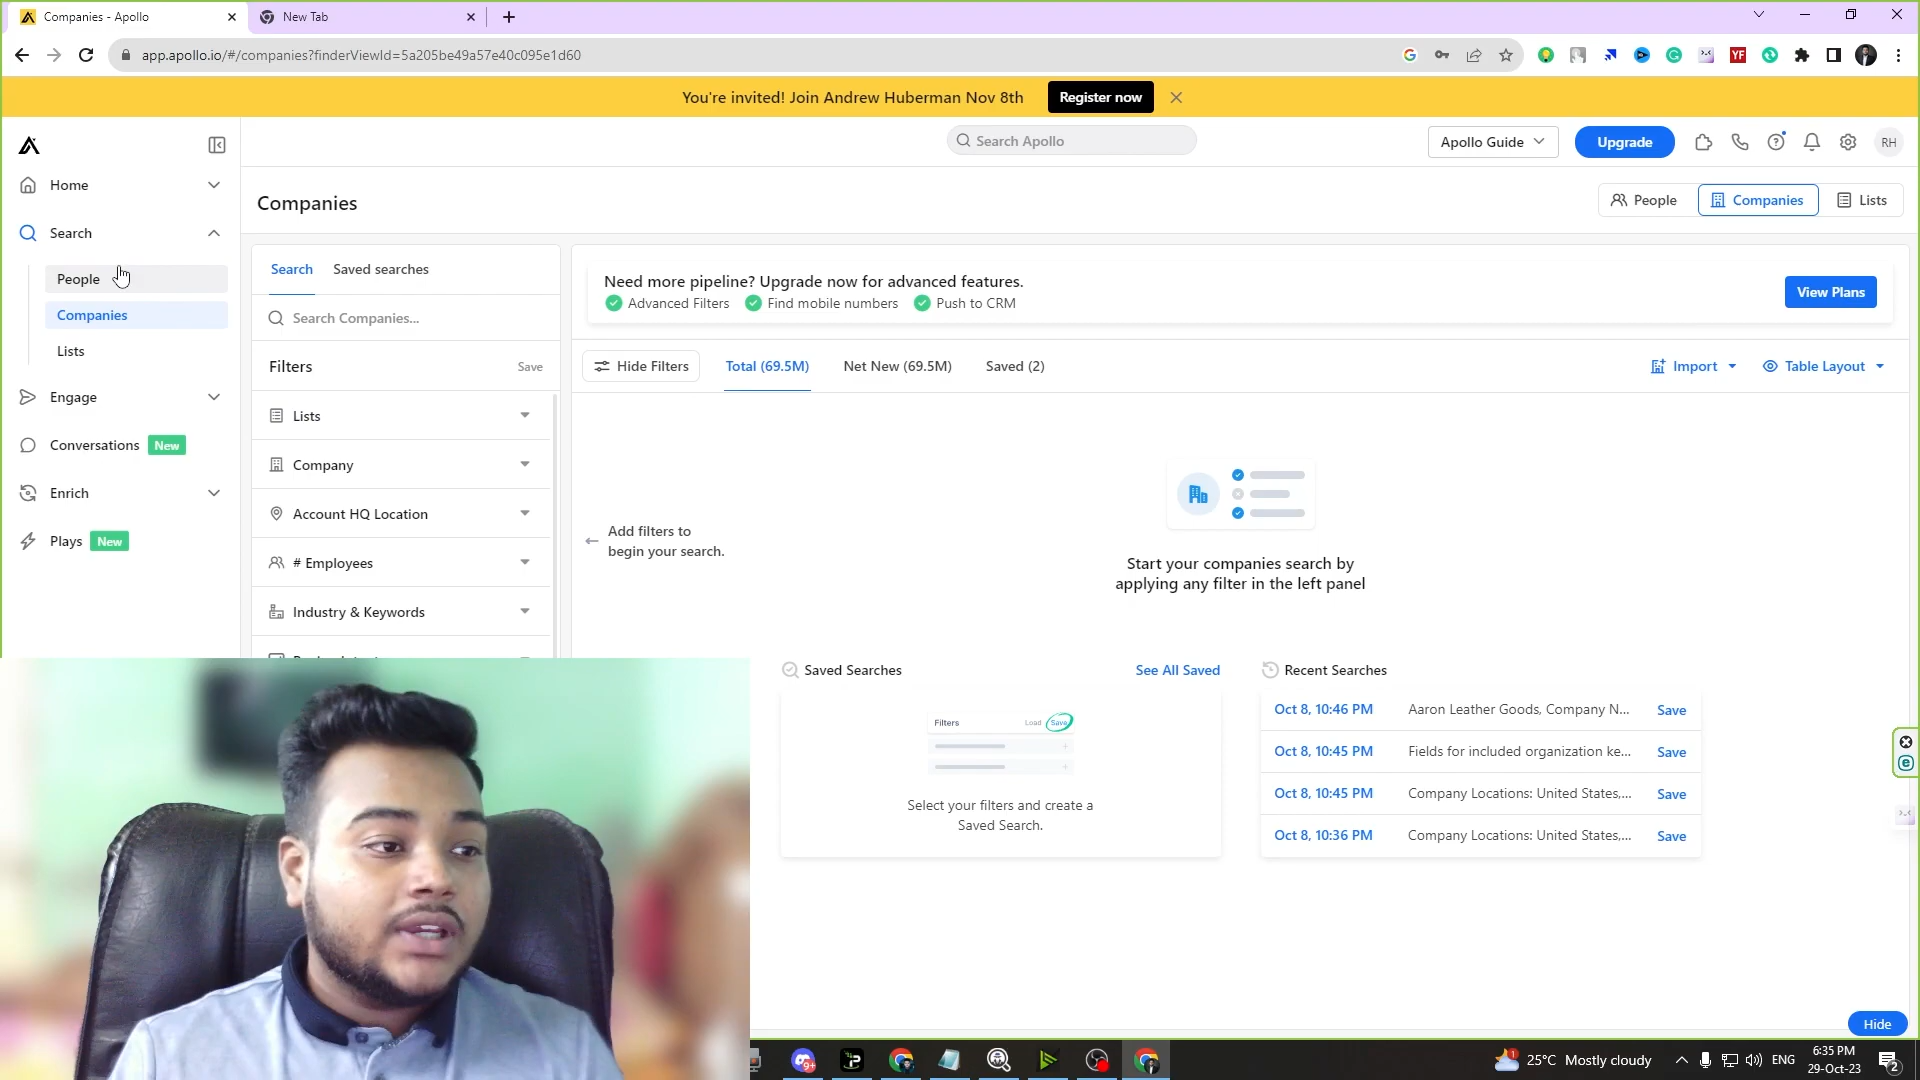 Companies - Apollo
New Tab
app.apollo.io/#/companies?finderViewId=5a205be49a57e40c095e1d60
You're invited! Join Andrew Huberman Nov 8th
Register now
Search Apollo
Apollo Guide
Upgrade
RH
Home
Search
People
Companies
Lists
Engage
Conversations New
Enrich
Plays New
Companies
People
Companies
Lists
Search
Saved searches
Search Companies...
Filters
Save
Lists
Company
Account HQ Location
# Employees
Industry & Keywords
Need more pipeline? Upgrade now for advanced features.
Advanced Filters
Find mobile numbers
Push to CRM
View Plans
Hide Filters
Total (69.5M)
Net New (69.5M)
Saved (2)
Import
Table Layout
Add filters to
begin your search.
Start your companies search by
applying any filter in the left panel
Saved Searches
See All Saved
Filters
Load
Save
Select your filters and create a
Saved Search.
Recent Searches
Oct 8, 10:46 PM Aaron Leather Goods, Company N... Save
Oct 8, 10:45 PM Fields for included organization ke... Save
Oct 8, 10:45 PM Company Locations: United States,... Save
Oct 8, 10:36 PM Company Locations: United States,... Save
Hide
25°C Mostly cloudy
ENG
6:35 PM
29-Oct-23
2